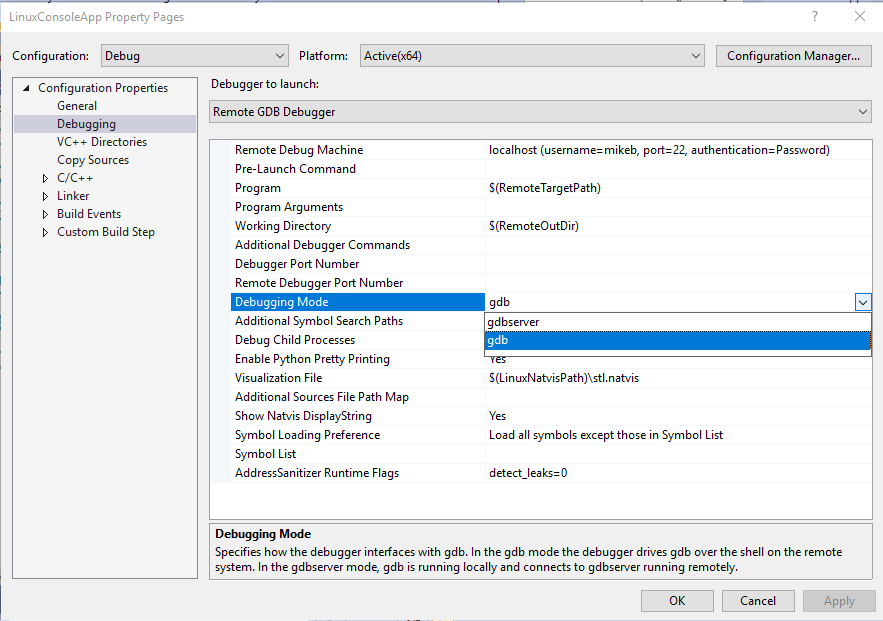 LinuxConsoleApp Property Pages
Configuration: Debug Platform: Active(x64) Configuration Manager...
Configuration Properties
General
Debugging
VC++ Directories
Copy Sources
C/C++
Linker
Build Events
Custom Build Step
Debugger to launch:
Remote GDB Debugger
Remote Debug Machine localhost (username=mikeb, port=22, authentication=Password)
Pre-Launch Command
Program $(RemoteTargetPath)
Program Arguments
Working Directory $(RemoteOutDir)
Additional Debugger Commands
Debugger Port Number
Remote Debugger Port Number
Debugging Mode gdb
Additional Symbol Search Paths gdbserver
Debug Child Processes gdb
Enable Python Pretty Printing Yes
Visualization File $(LinuxNatvisPath)\stl.natvis
Additional Sources File Path Map
Show Natvis DisplayString Yes
Symbol Loading Preference Load all symbols except those in Symbol List
Symbol List
AddressSanitizer Runtime Flags detect_leaks=0
Debugging Mode
Specifies how the debugger interfaces with gdb. In the gdb mode the debugger drives gdb over the shell on the remote
system. In the gdbserver mode, gdb is running locally and connects to gdbserver running remotely.
OK Cancel Apply